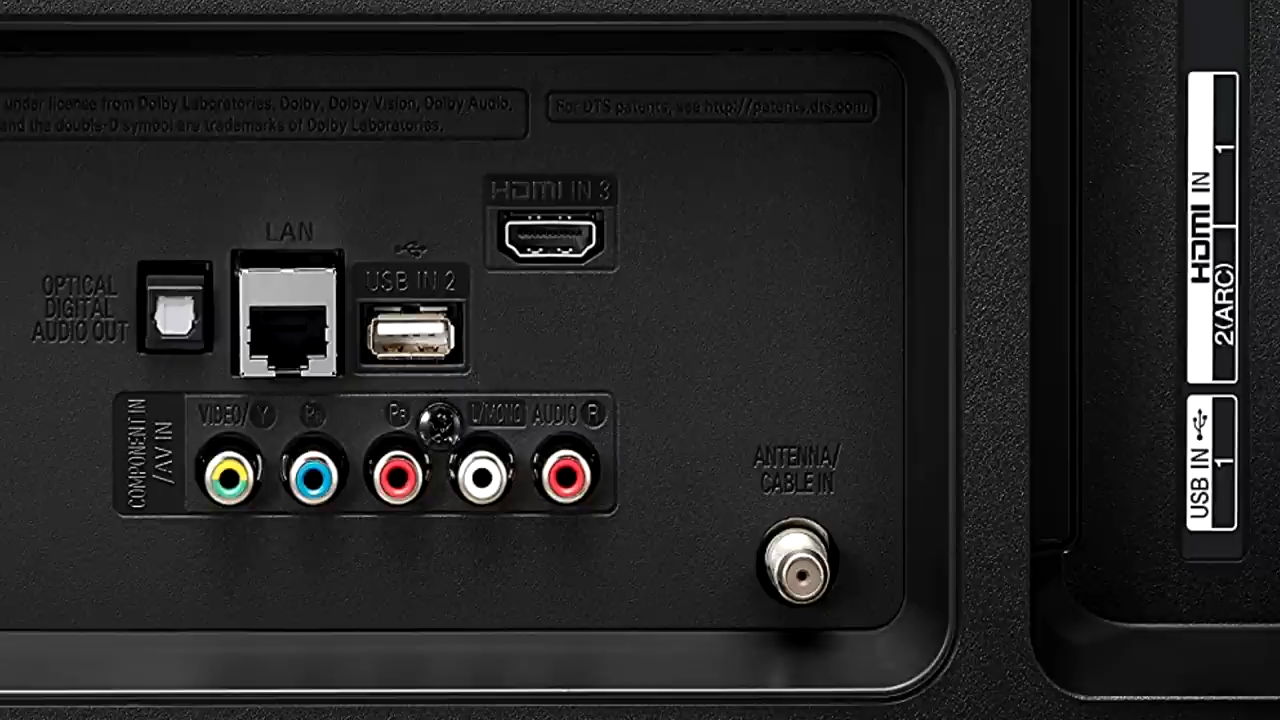 under license from Dolby Laboratories. Dolby, Dolby Vision, Dolby Audio,
and the double-D symbol are trademarks of Dolby Laboratories.
For DTS patents, see http://patents.dts.com.
HDMI IN 3
LAN
USB IN 2
OPTICAL
DIGITAL
AUDIO OUT
COMPONENT IN
/AV IN
VIDEO/ Y
PB
PR
L/MONO
AUDIO
R
ANTENNA/
CABLE IN
HDMI IN
1
2(ARC)
USB IN
1